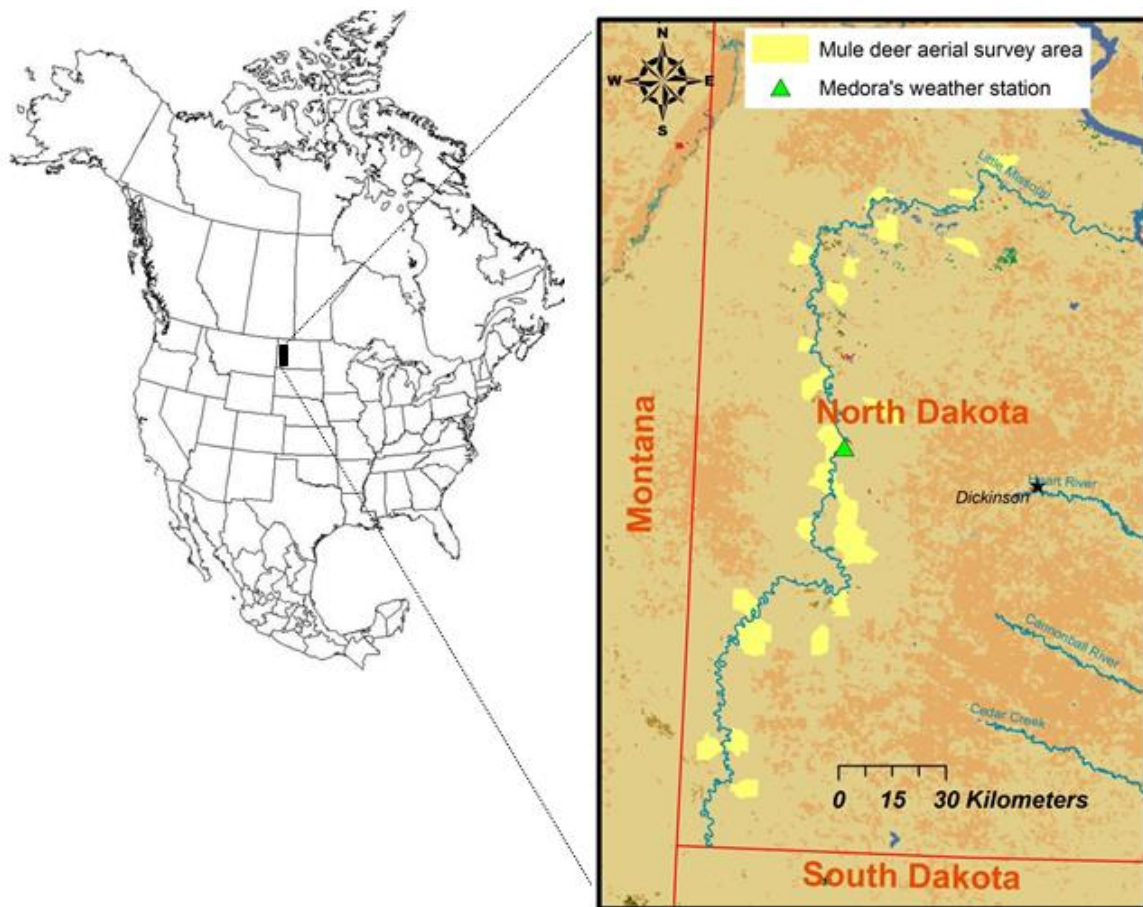 N
W E
S
Mule deer aerial survey area
Medora's weather station
Little Missouri
Montana
North Dakota
Heart River
Dickinson
Cannonball River
Cedar Creek
0 15 30 Kilometers
South Dakota